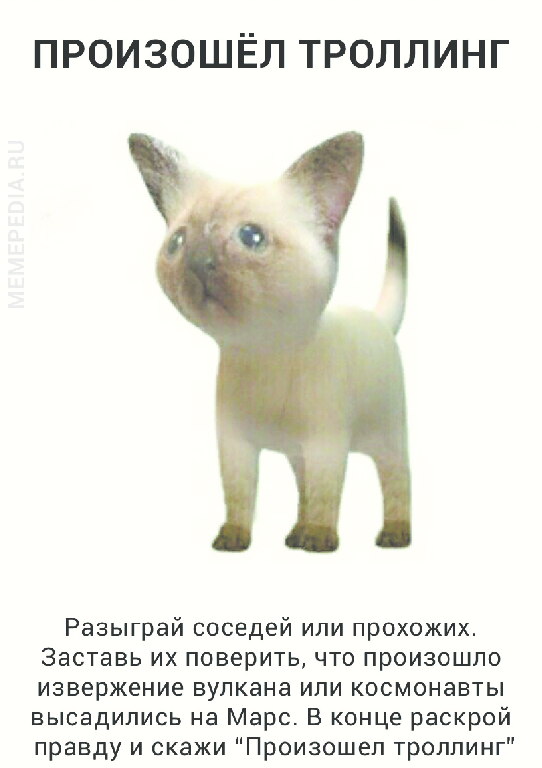 ПРОИЗОШЁЛ ТРОЛЛИНГ
MEMEPEDIA.RU
Разыграй соседей или прохожих.
Заставь их поверить, что произошло
извержение вулкана или космонавты
высадились на Марс. В конце раскрой
правду и скажи "Произошел троллинг"